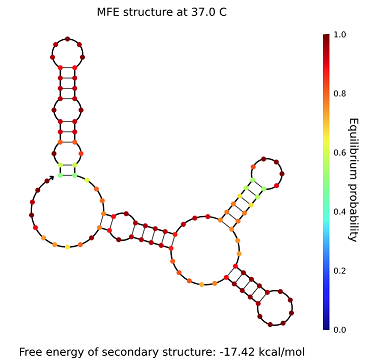 MFE structure at 37.0 C
1.0
0.8
0.6
0.4
0.2
0.0
Equilibrium probability
Free energy of secondary structure: -17.42 kcal/mol